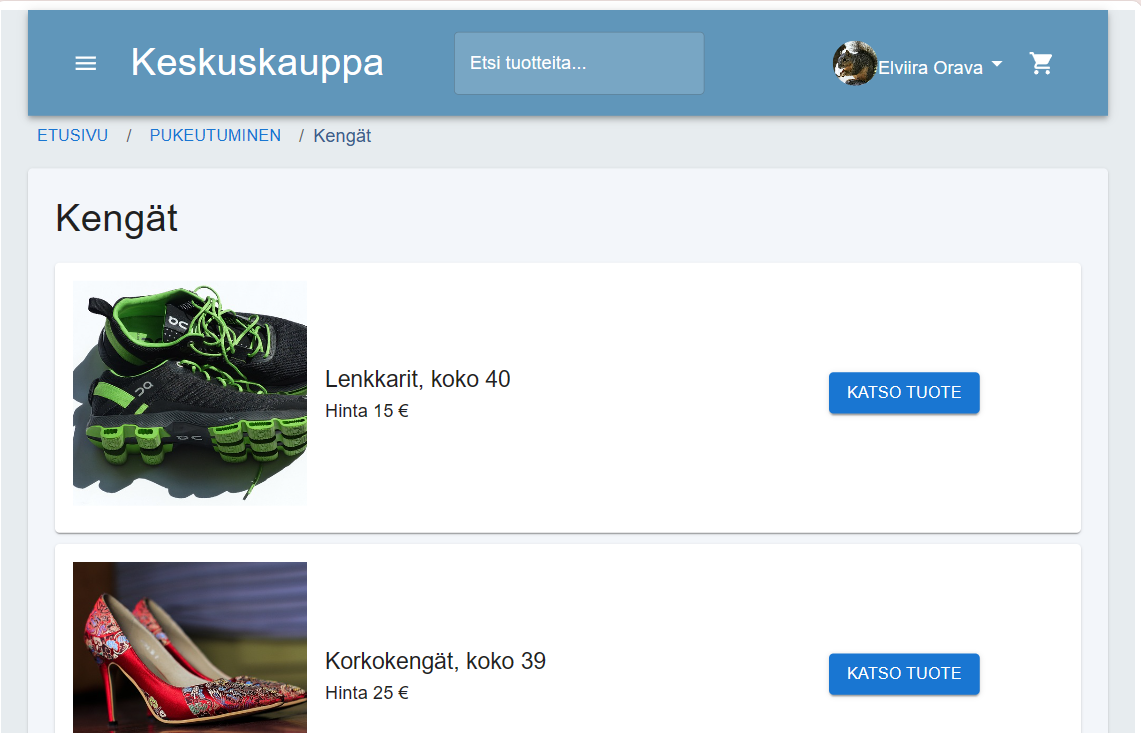 Keskuskauppa
Etsi tuotteita...
Elviira Orava
ETUSIVU / PUKEUTUMINEN / Kengät
Kengät
Lenkkarit, koko 40
Hinta 15 €
KATSO TUOTE
Korkokengät, koko 39
Hinta 25 €
KATSO TUOTE